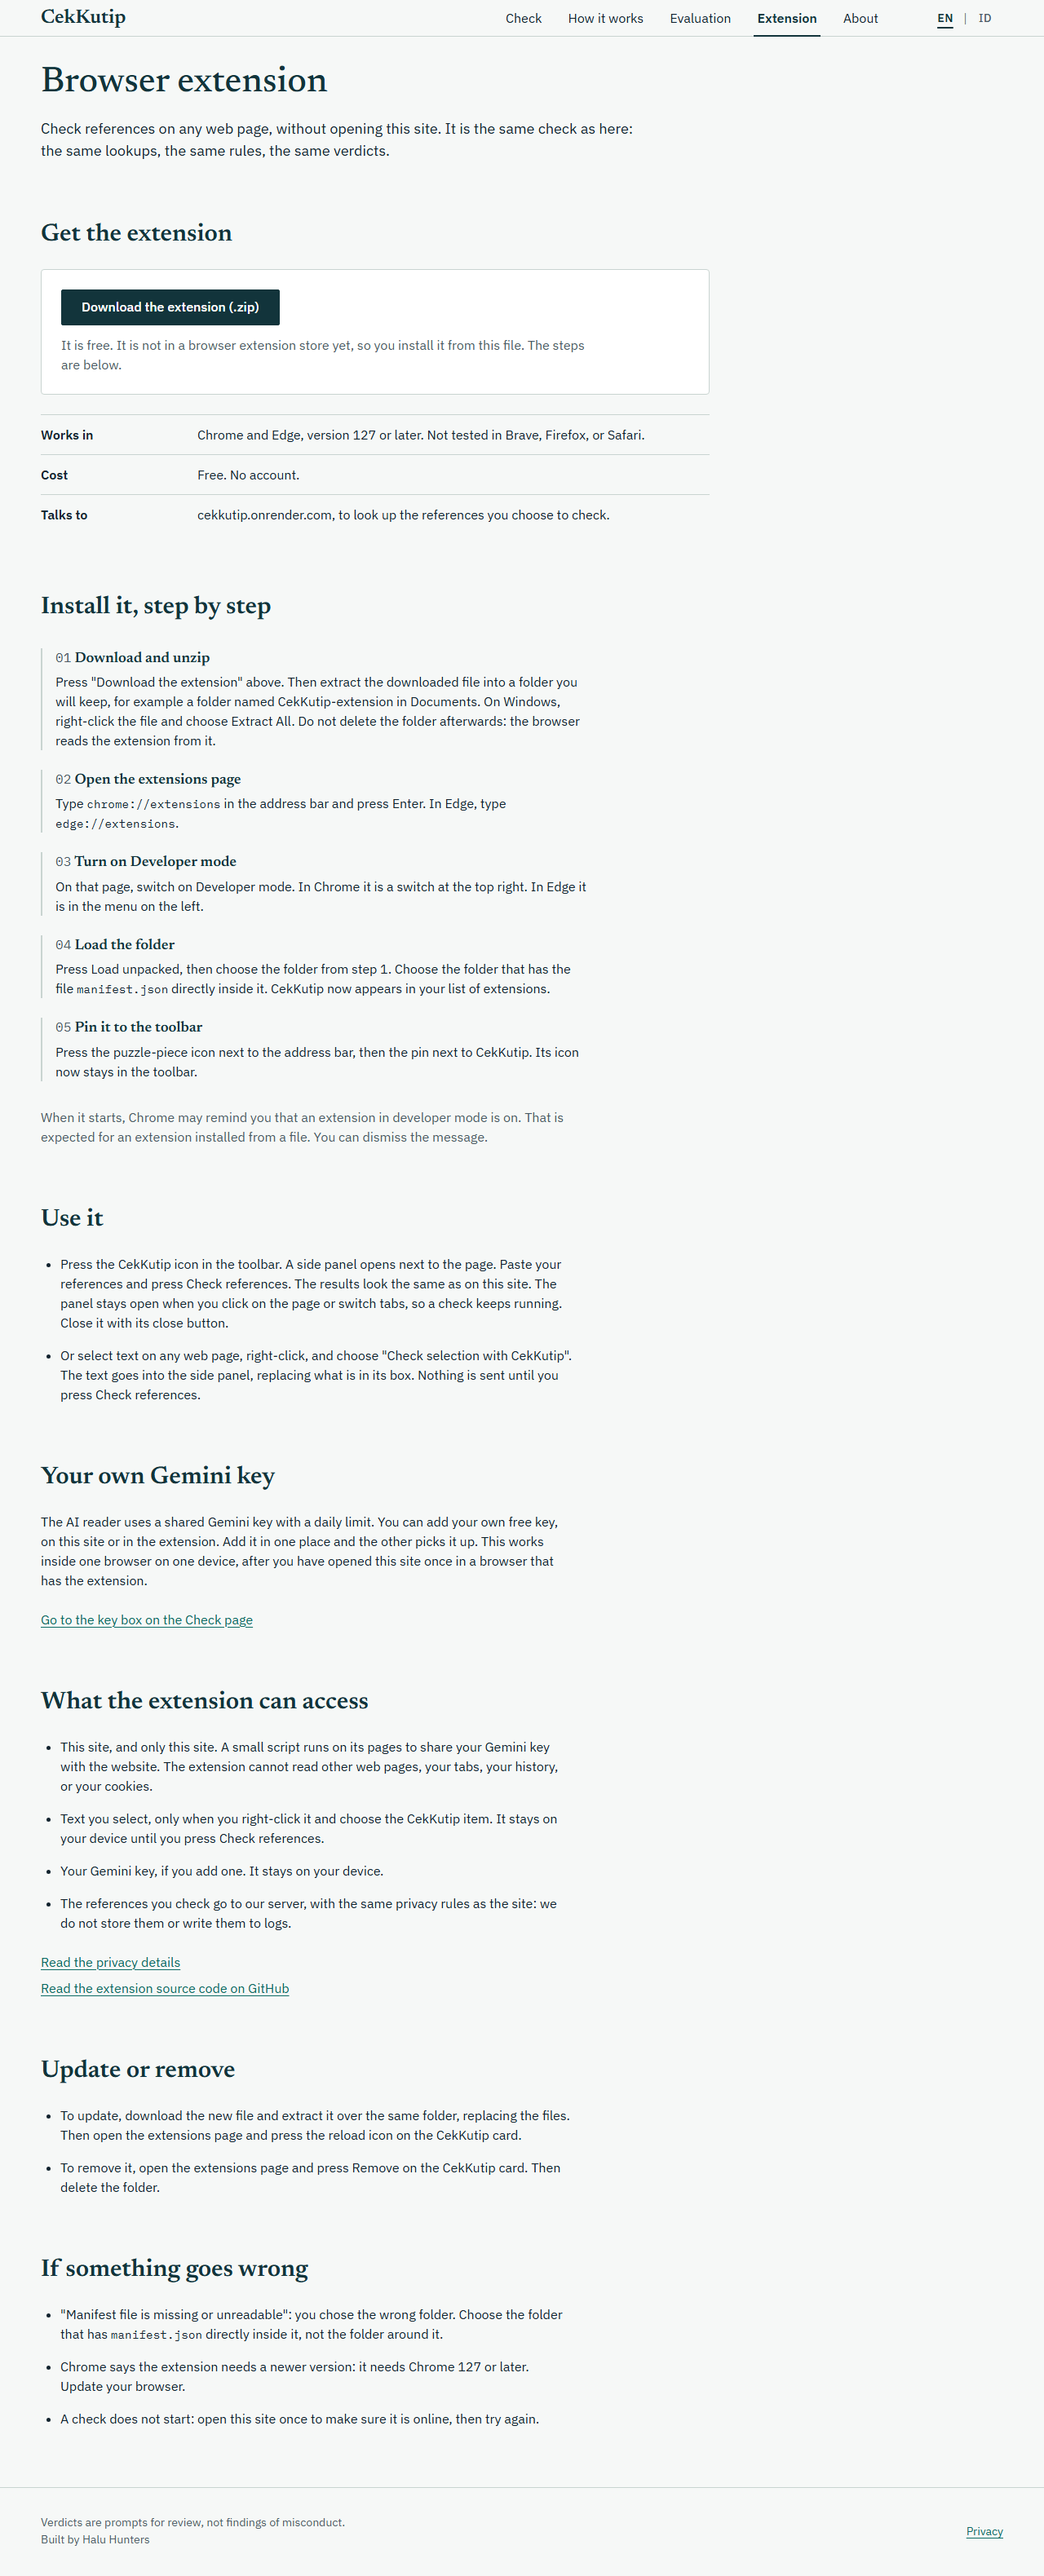 CekKutip
Check How it works Evaluation Extension About EN | ID
Browser extension
Check references on any web page, without opening this site. It is the same check as here:
the same lookups, the same rules, the same verdicts.
Get the extension
Download the extension (.zip)
It is free. It is not in a browser extension store yet, so you install it from this file. The steps
are below.
Works in Chrome and Edge, version 127 or later. Not tested in Brave, Firefox, or Safari.
Cost Free. No account.
Talks to cekkutip.onrender.com, to look up the references you choose to check.
Install it, step by step
01 Download and unzip
Press "Download the extension" above. Then extract the downloaded file into a folder you
will keep, for example a folder named CekKutip-extension in Documents. On Windows,
right-click the file and choose Extract All. Do not delete the folder afterwards: the browser
reads the extension from it.
02 Open the extensions page
Type chrome://extensions in the address bar and press Enter. In Edge, type
edge://extensions.
03 Turn on Developer mode
On that page, switch on Developer mode. In Chrome it is a switch at the top right. In Edge it
is in the menu on the left.
04 Load the folder
Press Load unpacked, then choose the folder from step 1. Choose the folder that has the
file manifest.json directly inside it. CekKutip now appears in your list of extensions.
05 Pin it to the toolbar
Press the puzzle-piece icon next to the address bar, then the pin next to CekKutip. Its icon
now stays in the toolbar.
When it starts, Chrome may remind you that an extension in developer mode is on. That is
expected for an extension installed from a file. You can dismiss the message.
Use it
• Press the CekKutip icon in the toolbar. A side panel opens next to the page. Paste your
references and press Check references. The results look the same as on this site. The
panel stays open when you click on the page or switch tabs, so a check keeps running.
Close it with its close button.
• Or select text on any web page, right-click, and choose "Check selection with CekKutip".
The text goes into the side panel, replacing what is in its box. Nothing is sent until you
press Check references.
Your own Gemini key
The AI reader uses a shared Gemini key with a daily limit. You can add your own free key,
on this site or in the extension. Add it in one place and the other picks it up. This works
inside one browser on one device, after you have opened this site once in a browser that
has the extension.
Go to the key box on the Check page
What the extension can access
• This site, and only this site. A small script runs on its pages to share your Gemini key
with the website. The extension cannot read other web pages, your tabs, your history,
or your cookies.
• Text you select, only when you right-click it and choose the CekKutip item. It stays on
your device until you press Check references.
• Your Gemini key, if you add one. It stays on your device.
• The references you check go to our server, with the same privacy rules as the site: we
do not store them or write them to logs.
Read the privacy details
Read the extension source code on GitHub
Update or remove
• To update, download the new file and extract it over the same folder, replacing the files.
Then open the extensions page and press the reload icon on the CekKutip card.
• To remove it, open the extensions page and press Remove on the CekKutip card. Then
delete the folder.
If something goes wrong
• "Manifest file is missing or unreadable": you chose the wrong folder. Choose the folder
that has manifest.json directly inside it, not the folder around it.
• Chrome says the extension needs a newer version: it needs Chrome 127 or later.
Update your browser.
• A check does not start: open this site once to make sure it is online, then try again.
Verdicts are prompts for review, not findings of misconduct.
Built by Halu Hunters
Privacy